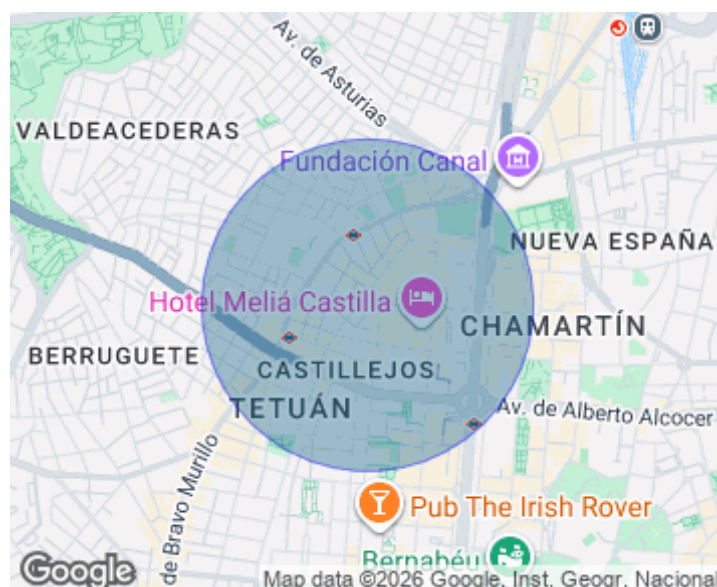 Av. de Asturias
VALDEACEDERAS
Fundación Canal
NUEVA ESPAÑA
Hotel Meliá Castilla
CHAMARTÍN
BERRUGUETE
CASTILLEJOS
TETUÁN
Av. de Alberto Alcocer
de Bravo Murillo
Pub The Irish Rover
Bernabéu
Google
Map data ©2026 Google, Inst. Geogr. Nacional